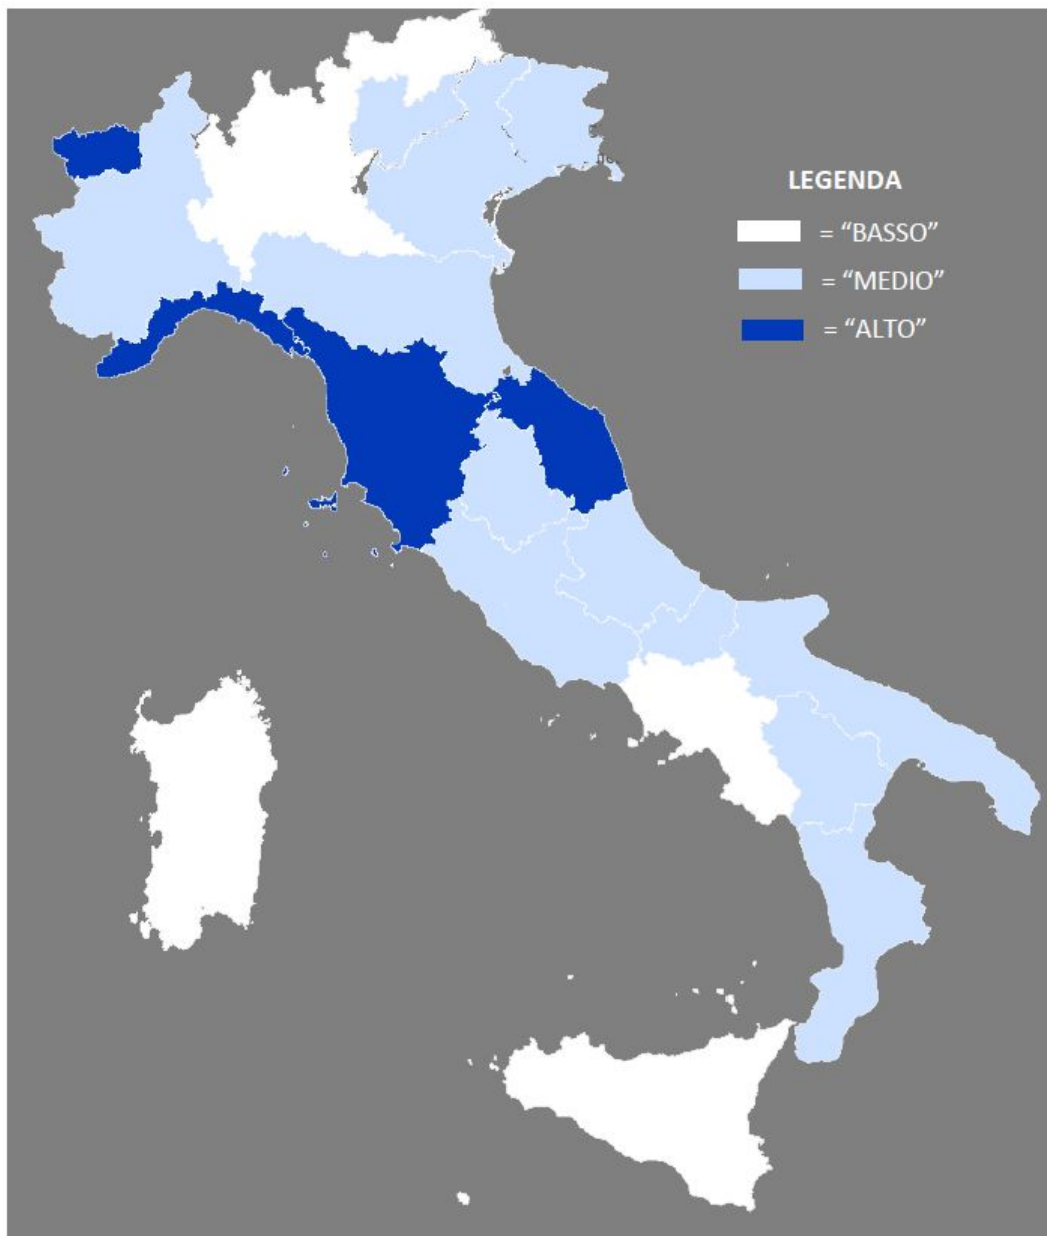 LEGENDA
= “BASSO”
= “MEDIO”
= “ALTO”